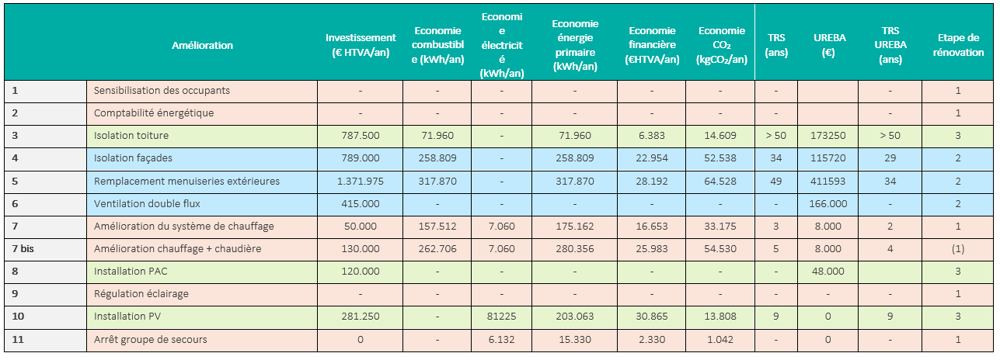 Amélioration | Investissement (€ HTVA/an) | Economie combustibl e (kWh/an) | Economi e électricit é (kWh/an) | Economie énergie primaire (kWh/an) | Economie financière (€HTVA/an) | Economie CO₂ (kgCO₂/an) | TRS (ans) | UREBA (€) | TRS UREBA (ans) | Etape de rénovation
1 | Sensibilisation des occupants | - | - | - | - | - | - | - | | - | 1
2 | Comptabilité énergétique | - | - | - | - | - | - | - | | - | 1
3 | Isolation toiture | 787.500 | 71.960 | - | 71.960 | 6.383 | 14.609 | > 50 | 173250 | > 50 | 3
4 | Isolation façades | 789.000 | 258.809 | - | 258.809 | 22.954 | 52.538 | 34 | 115720 | 29 | 2
5 | Remplacement menuiseries extérieures | 1.371.975 | 317.870 | - | 317.870 | 28.192 | 64.528 | 49 | 411593 | 34 | 2
6 | Ventilation double flux | 415.000 | - | - | - | - | - | - | 166.000 | - | 2
7 | Amélioration du système de chauffage | 50.000 | 157.512 | 7.060 | 175.162 | 16.653 | 33.175 | 3 | 8.000 | 2 | 1
7 bis | Amélioration chauffage + chaudière | 130.000 | 262.706 | 7.060 | 280.356 | 25.983 | 54.530 | 5 | 8.000 | 4 | (1)
8 | Installation PAC | 120.000 | - | - | - | - | - | - | 48.000 | | 3
9 | Régulation éclairage | - | - | - | - | - | - | - | - | - | 1
10 | Installation PV | 281.250 | - | 81225 | 203.063 | 30.865 | 13.808 | 9 | 0 | 9 | 3
11 | Arrêt groupe de secours | 0 | - | 6.132 | 15.330 | 2.330 | 1.042 | - | 0 | - | 1